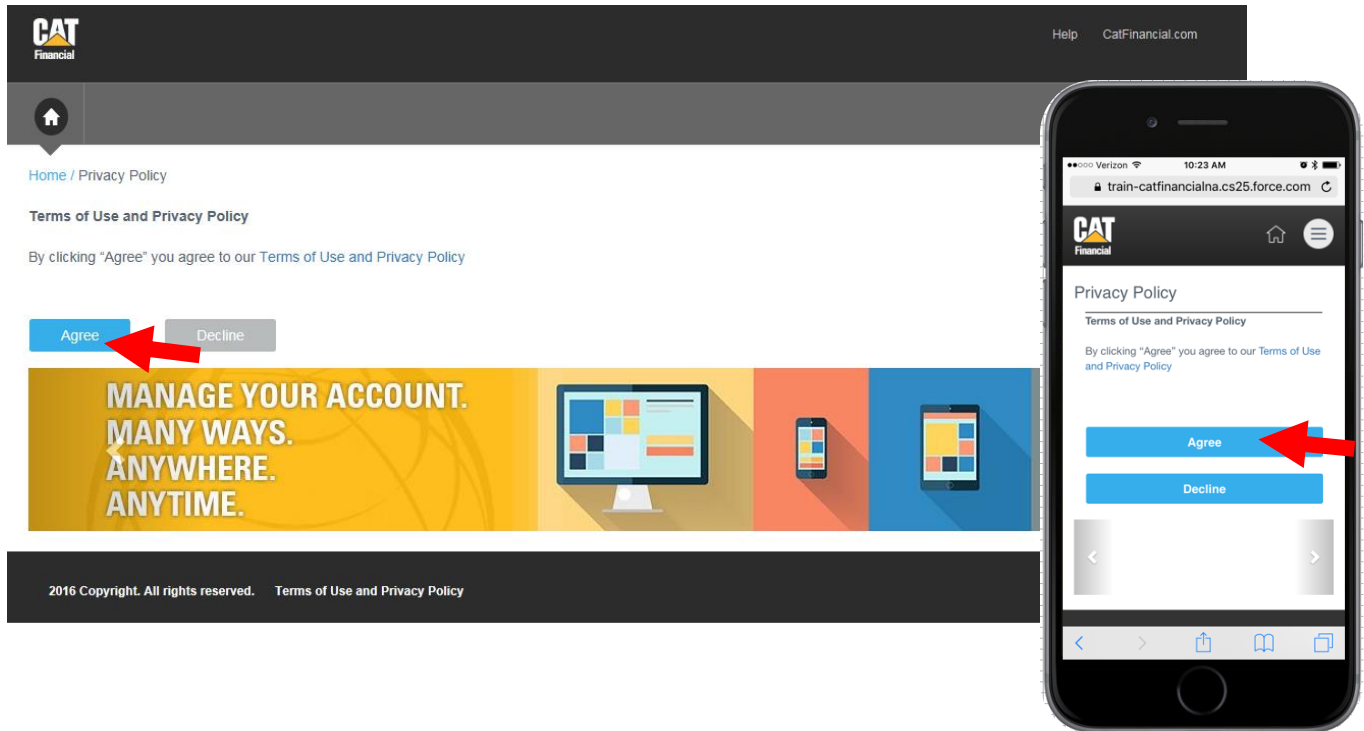 CAT
Financial
Help CatFinancial.com
Home / Privacy Policy
Terms of Use and Privacy Policy
By clicking “Agree” you agree to our Terms of Use and Privacy Policy
Agree Decline
MANAGE YOUR ACCOUNT.
MANY WAYS.
ANYWHERE.
ANYTIME.
2016 Copyright. All rights reserved. Terms of Use and Privacy Policy
Verizon 10:23 AM
train-catfinancialna.cs25.force.com
CAT
Financial
Privacy Policy
Terms of Use and Privacy Policy
By clicking “Agree” you agree to our Terms of Use
and Privacy Policy
Agree
Decline